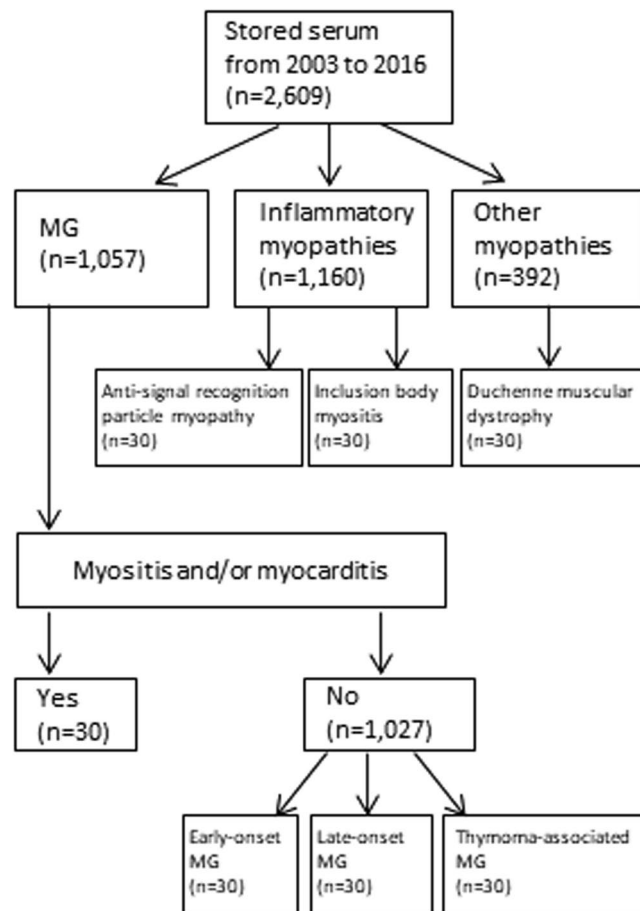 Stored serum
from 2003 to 2016
(n=2,609)
MG
(n=1,057)
Inflammatory
myopathies
(n=1,160)
Other
myopathies
(n=392)
Anti-signal recognition
particle myopathy
(n=30)
Inclusion body
myositis
(n=30)
Duchenne muscular
dystrophy
(n=30)
Myositis and/or myocarditis
Yes
(n=30)
No
(n=1,027)
Early-onset
MG
(n=30)
Late-onset
MG
(n=30)
Thymoma-associated
MG
(n=30)